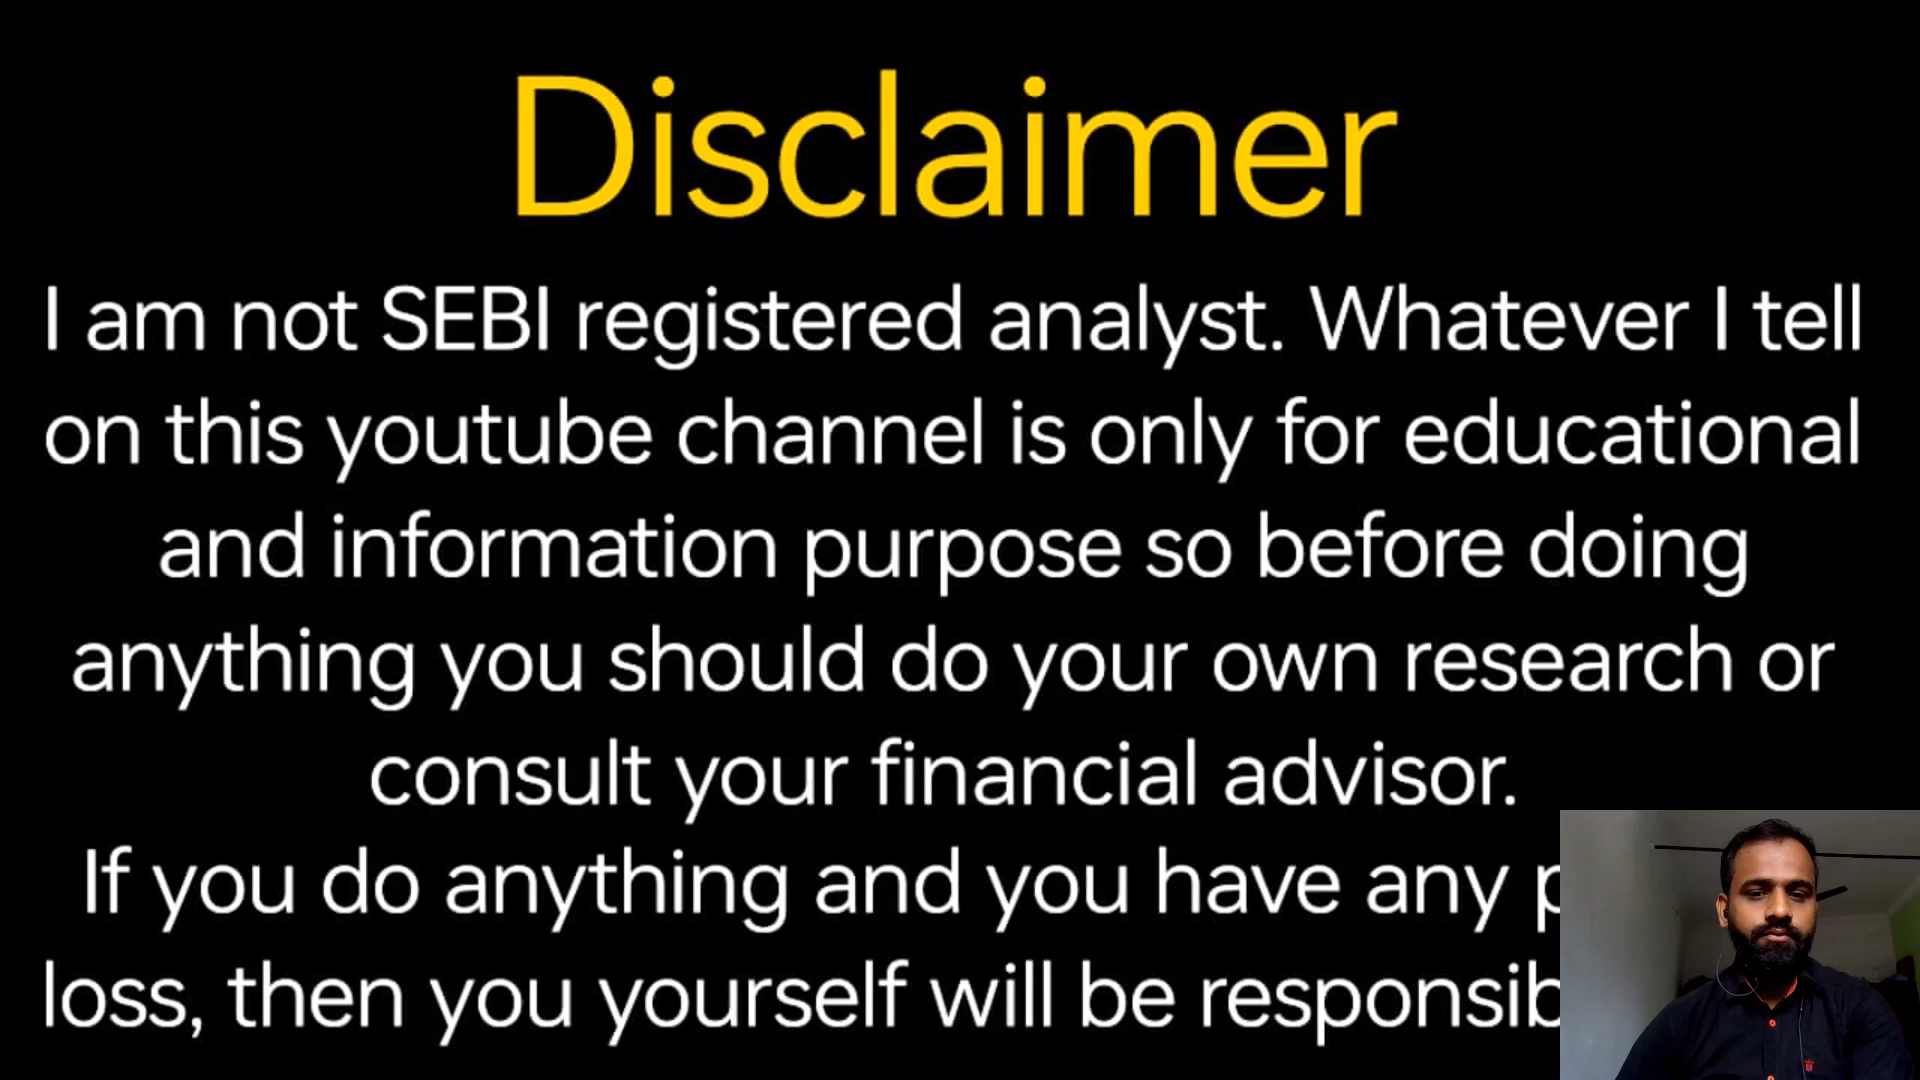 Disclaimer
I am not SEBI registered analyst. Whatever I tell
on this youtube channel is only for educational
and information purpose so before doing
anything you should do your own research or
consult your financial advisor.
If you do anything and you have any
loss, then you yourself will be